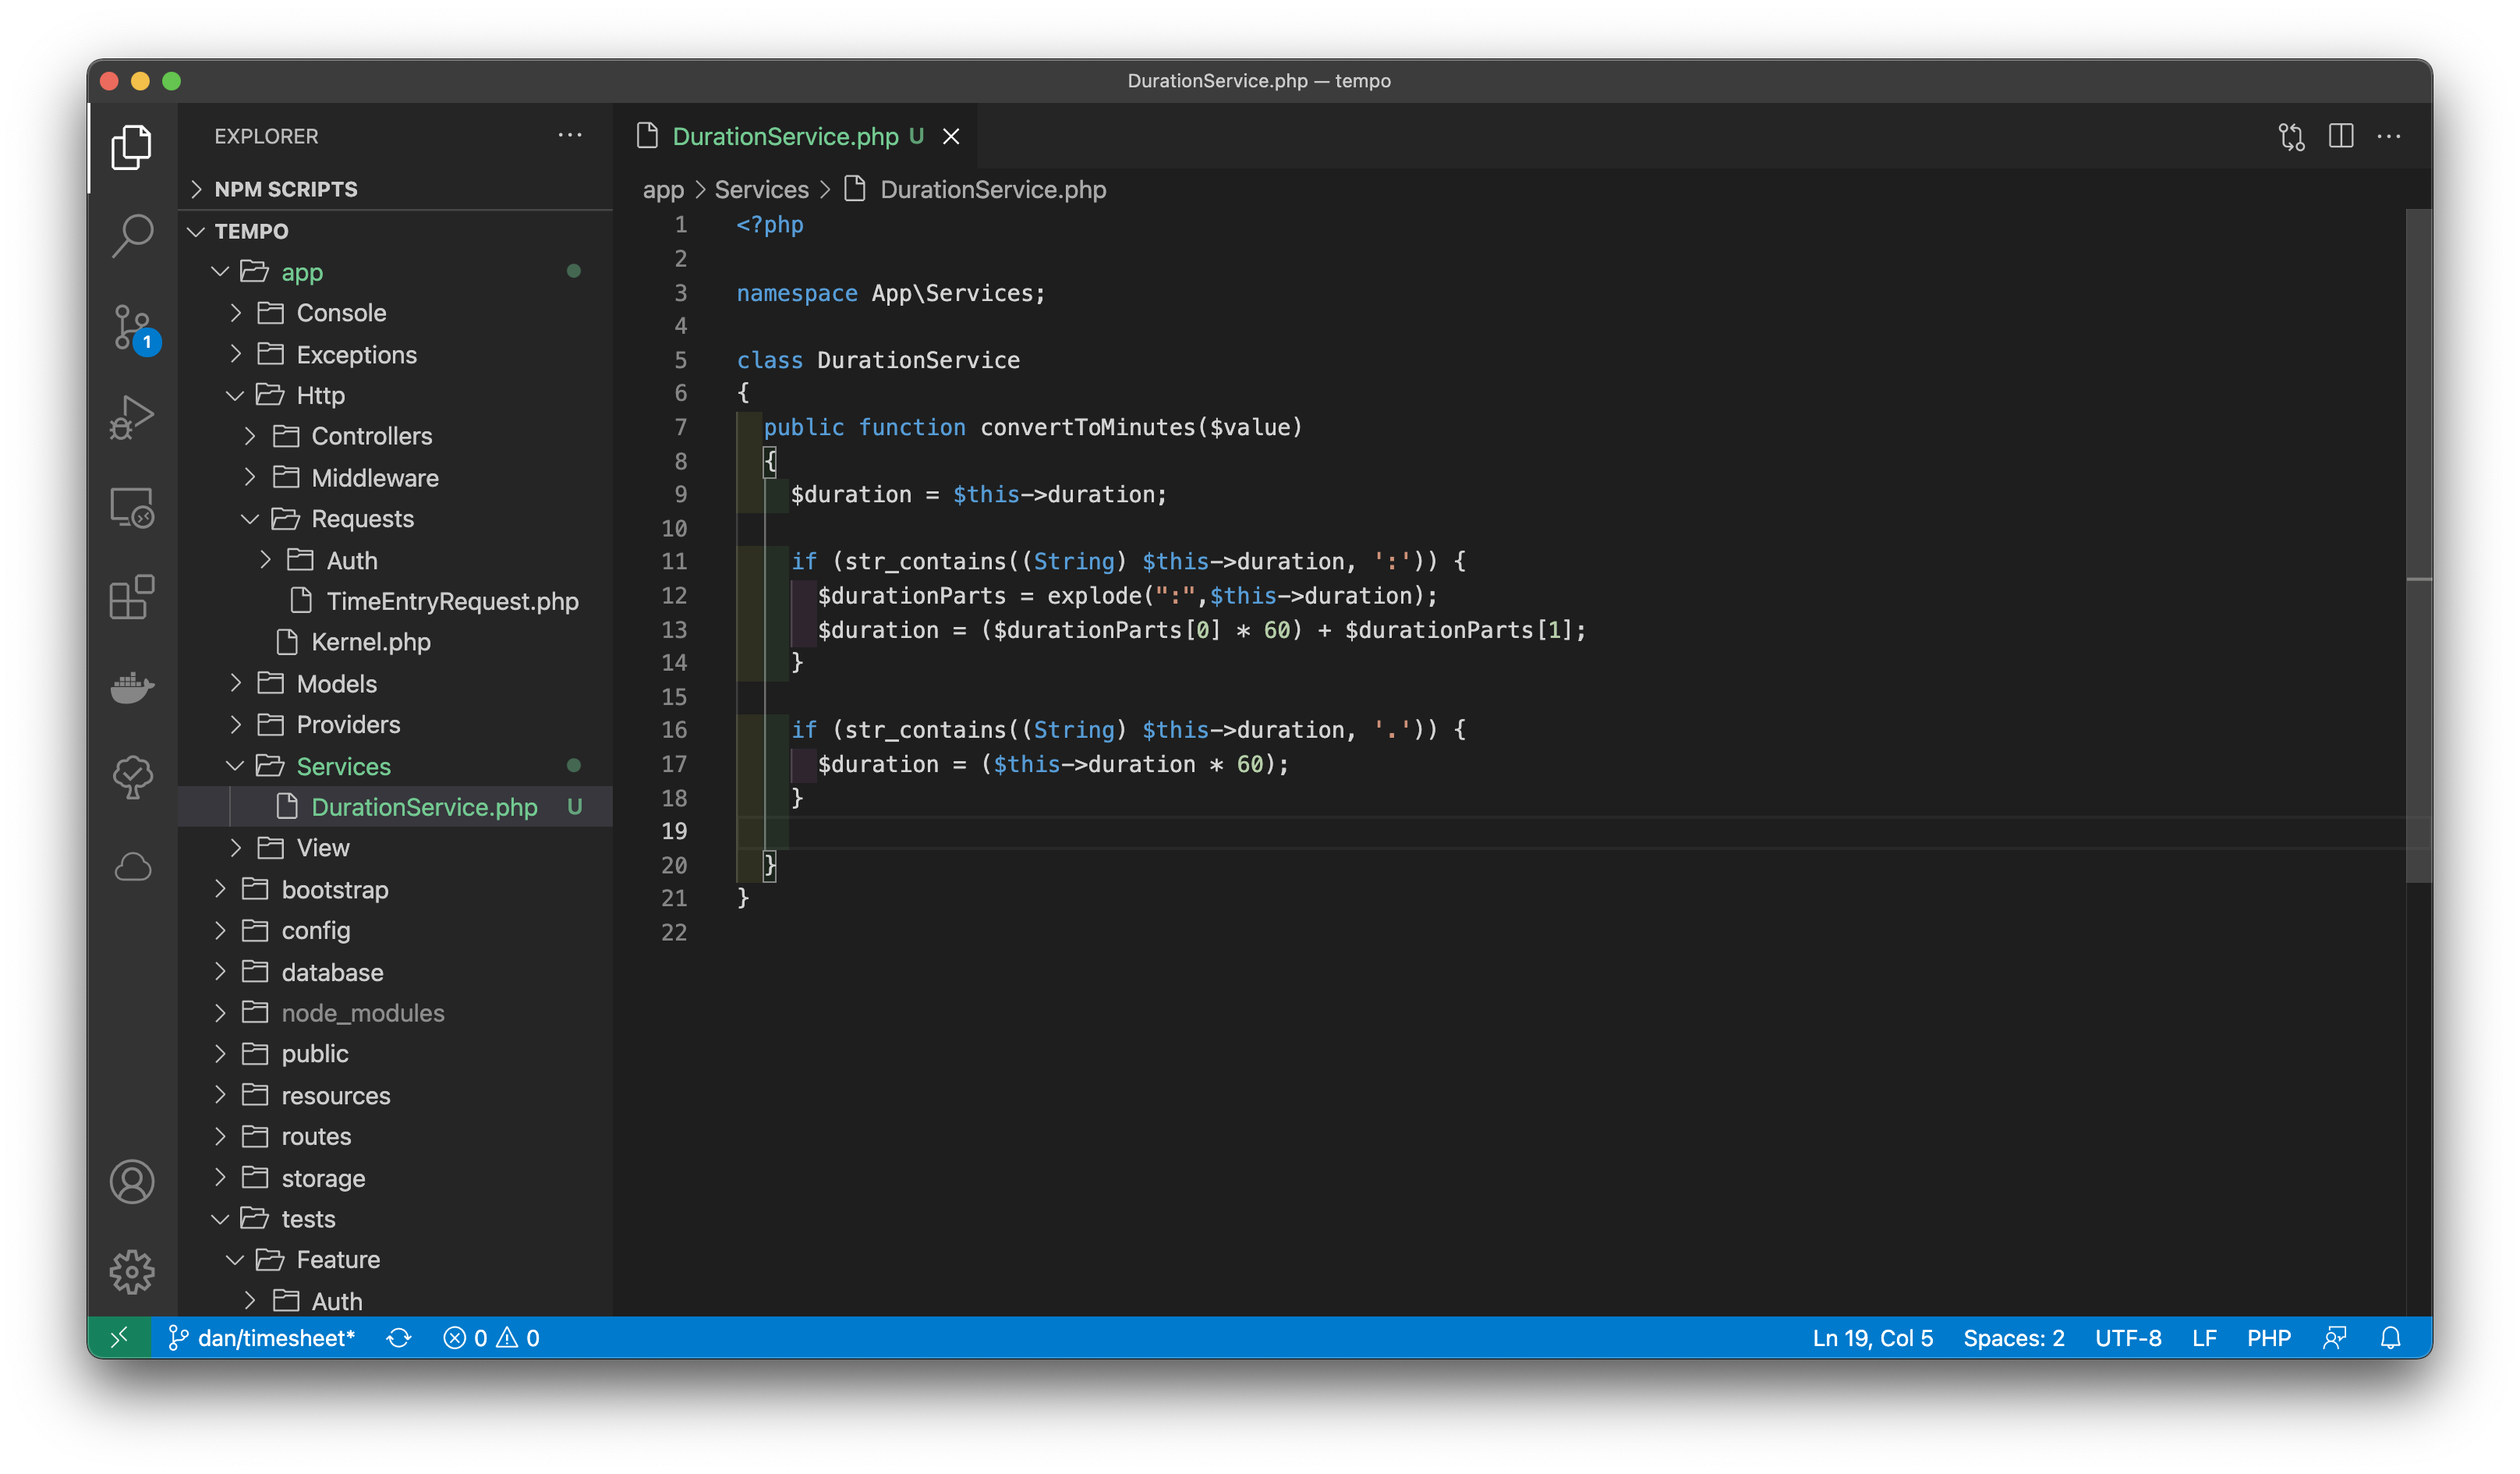 DurationService.php — tempo
EXPLORER
NPM SCRIPTS
TEMPO
app
Console
Exceptions
Http
Controllers
Middleware
Requests
Auth
TimeEntryRequest.php
Kernel.php
Models
Providers
Services
DurationService.php U
View
bootstrap
config
database
node_modules
public
resources
routes
storage
tests
Feature
Auth
1
DurationService.php U
app > Services > DurationService.php
1 <?php
2
3 namespace App\Services;
4
5 class DurationService
6 {
7 public function convertToMinutes($value)
8 {
9 $duration = $this->duration;
10
11 if (str_contains((String) $this->duration, ':')) {
12 $durationParts = explode(":",$this->duration);
13 $duration = ($durationParts[0] * 60) + $durationParts[1];
14 }
15
16 if (str_contains((String) $this->duration, '.')) {
17 $duration = ($this->duration * 60);
18 }
19
20 }
21 }
22
dan/timesheet* 0 0 Ln 19, Col 5 Spaces: 2 UTF-8 LF PHP